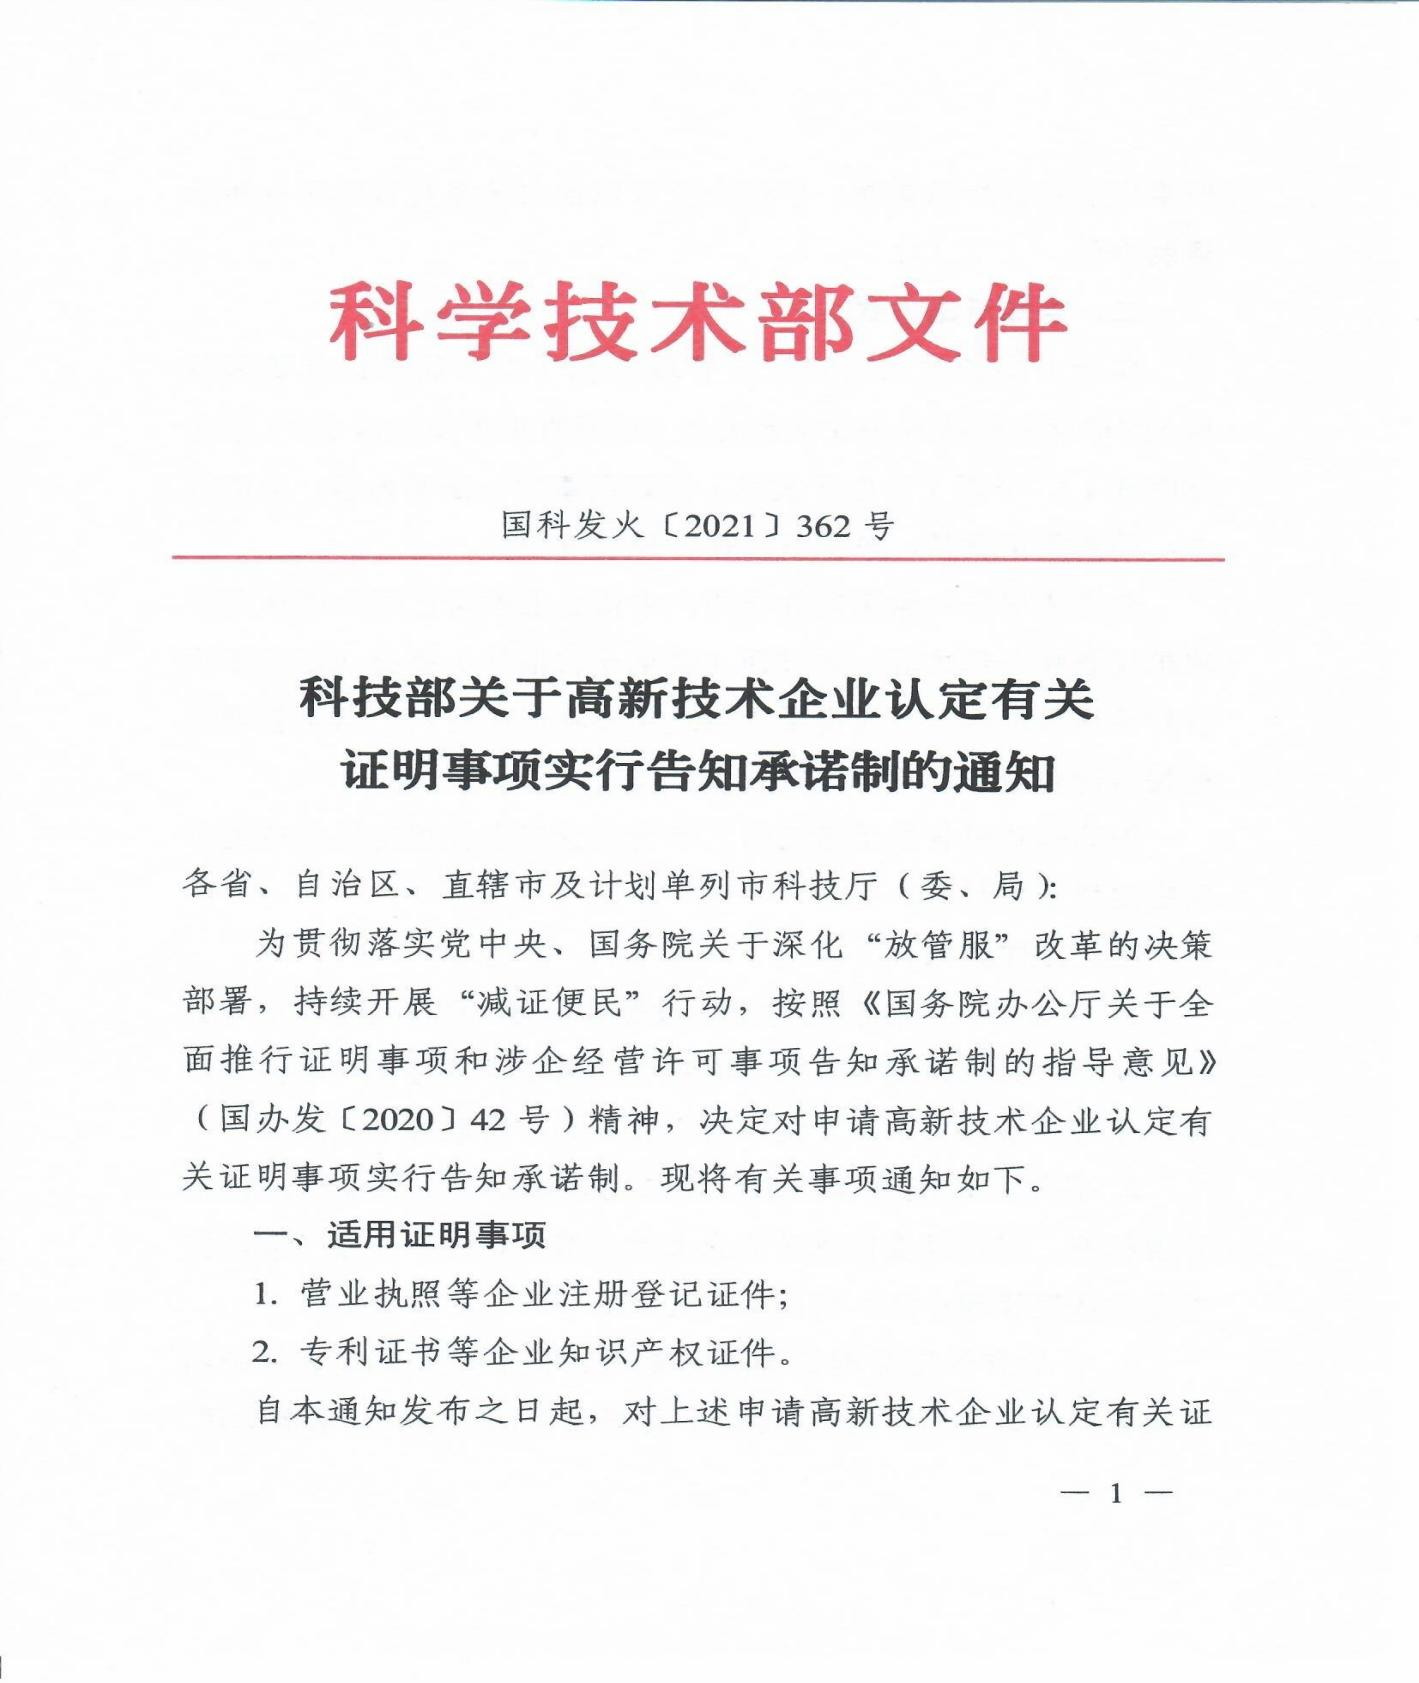 科学技术部文件
国科发火〔2021〕362 号
科技部关于高新技术企业认定有关
证明事项实行告知承诺制的通知
各省、自治区、直辖市及计划单列市科技厅（委、局）：
为贯彻落实党中央、国务院关于深化“放管服”改革的决策
部署，持续开展“减证便民”行动，按照《国务院办公厅关于全
面推行证明事项和涉企经营许可事项告知承诺制的指导意见》
（国办发〔2020〕42 号）精神，决定对申请高新技术企业认定有
关证明事项实行告知承诺制。现将有关事项通知如下。
一、适用证明事项
1. 营业执照等企业注册登记证件；
2. 专利证书等企业知识产权证件。
自本通知发布之日起，对上述申请高新技术企业认定有关证
— 1 —